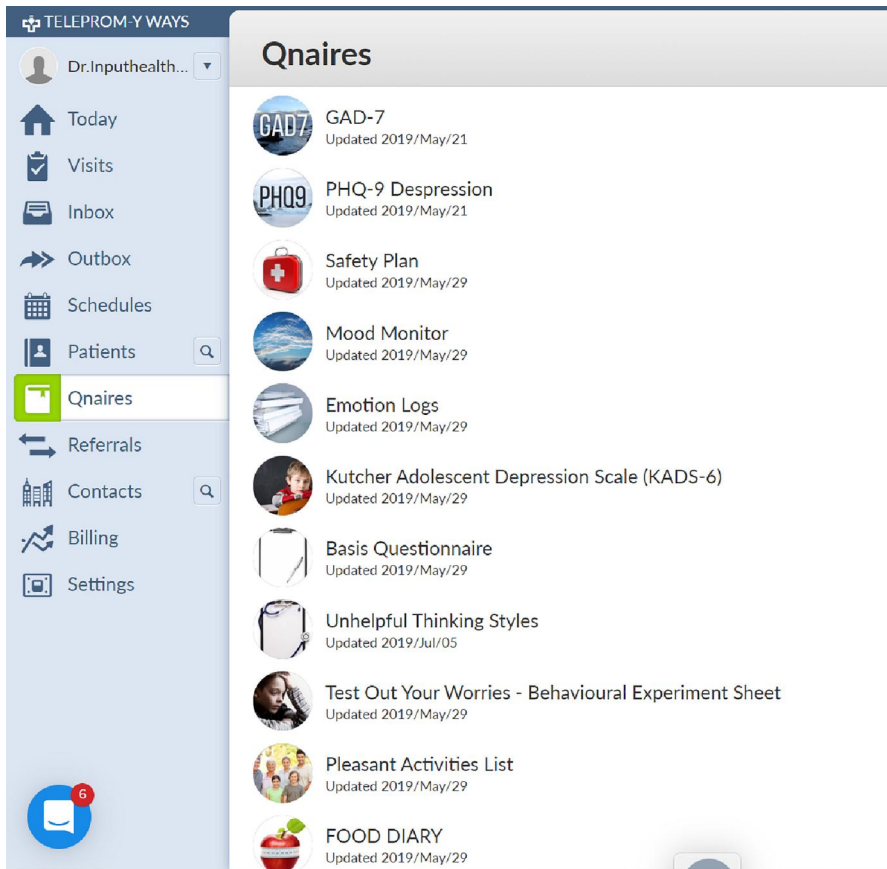 TELEPROM-Y WAYS
Dr.Inputhealth...
Today
Visits
Inbox
Outbox
Schedules
Patients
Qnaires
Referrals
Contacts
Billing
Settings
6
Qnaires
GAD7
GAD-7
Updated 2019/May/21
PHQ9
PHQ-9 Despression
Updated 2019/May/21
Safety Plan
Updated 2019/May/29
Mood Monitor
Updated 2019/May/29
Emotion Logs
Updated 2019/May/29
Kutcher Adolescent Depression Scale (KADS-6)
Updated 2019/May/29
Basis Questionnaire
Updated 2019/May/29
Unhelpful Thinking Styles
Updated 2019/Jul/05
Test Out Your Worries - Behavioural Experiment Sheet
Updated 2019/May/29
Pleasant Activities List
Updated 2019/May/29
FOOD DIARY
Updated 2019/May/29